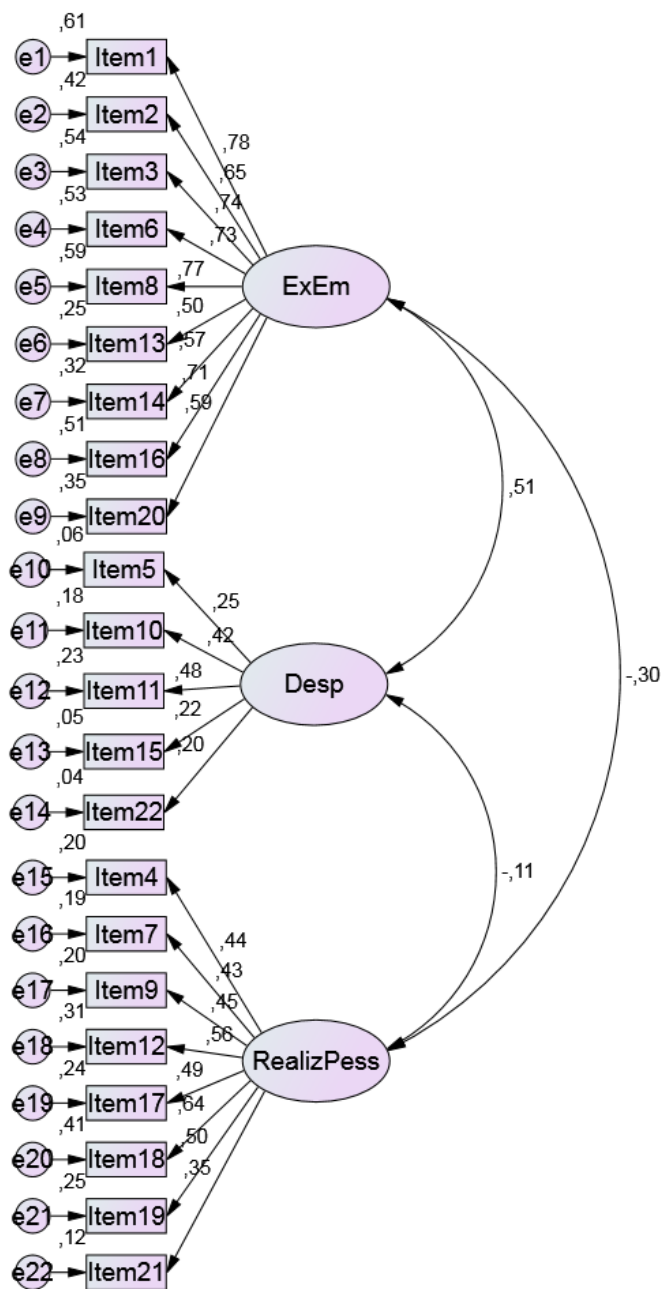 ,61
e1 Item1
,42
e2 Item2
,54
e3 Item3
,53
e4 Item6
,59
e5 Item8
,25
e6 Item13
,32
e7 Item14
,51
e8 Item16
,35
e9 Item20
,78
,65
,74
,73
,77
,50
,57
,71
,59
ExEm
,06
e10 Item5
,18
e11 Item10
,23
e12 Item11
,05
e13 Item15
,04
e14 Item22
,25
,42
,48
,22
,20
Desp
,20
e15 Item4
,19
e16 Item7
,20
e17 Item9
,31
e18 Item12
,24
e19 Item17
,41
e20 Item18
,25
e21 Item19
,12
e22 Item21
,44
,43
,45
,56
,49
,64
,50
,35
RealizPess
,51
-,30
-,11